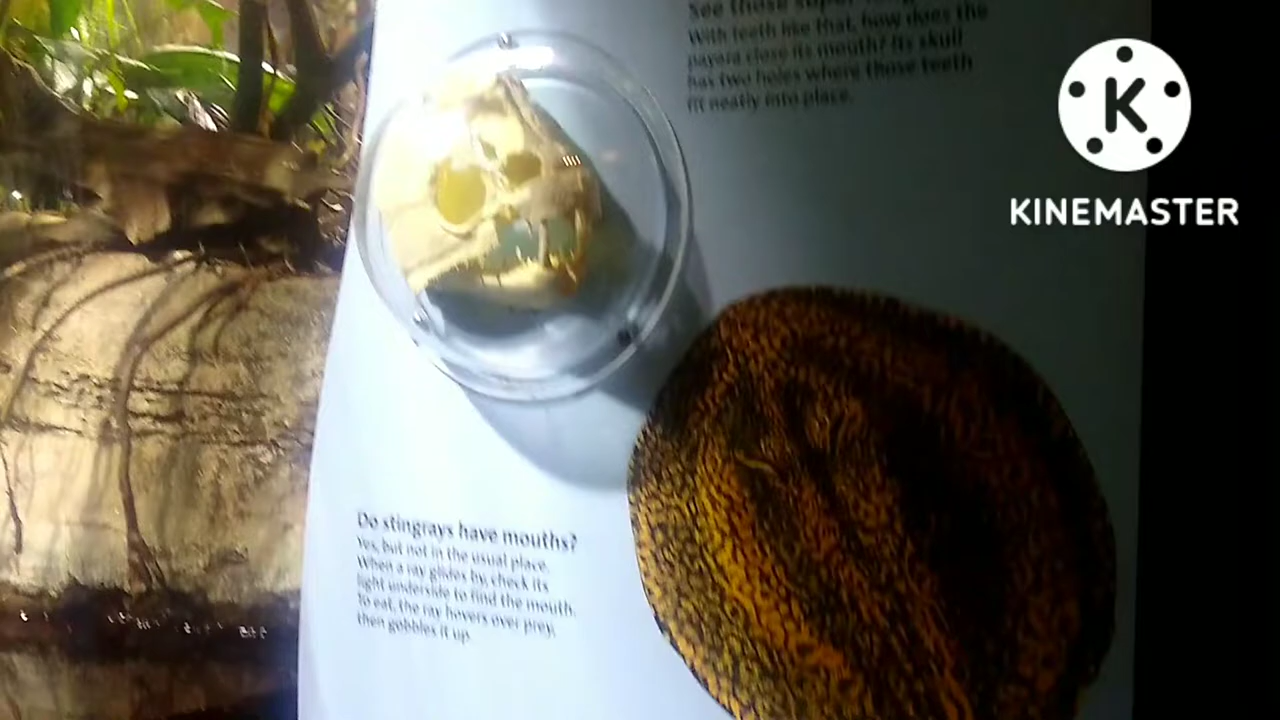 See those super
With teeth like that, how does the
payara close its mouth? Its skull
has two holes where those teeth
fit neatly into place.
K
KINEMASTER
Do stingrays have mouths?
Yes, but not in the usual place.
When a ray glides by, check its
light underside to find the mouth.
To eat, the ray hovers over prey,
then gobbles it up.